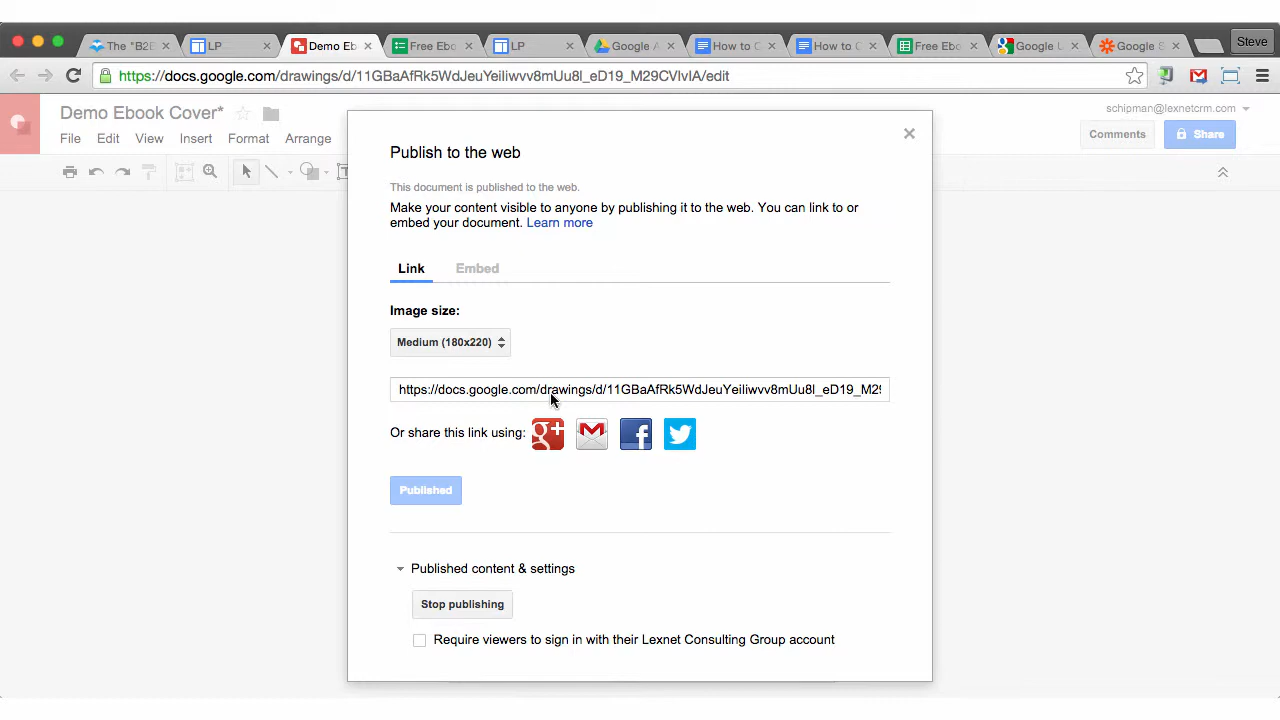 The "B2B
LP
Demo Eb
Free Ebo
LP
Google A
How to C
How to C
Free Ebo
Google U
Google S
Steve
https://docs.google.com/drawings/d/11GBaAfRk5WdJeuYeiIiwvv8mUu8l_eD19_M29CVIvIA/edit
Demo Ebook Cover*
schipman@lexnetcrm.com
File Edit View Insert Format Arrange
Comments
Share
Publish to the web
This document is published to the web.
Make your content visible to anyone by publishing it to the web. You can link to or
embed your document. Learn more
Link Embed
Image size:
Medium (180x220)
https://docs.google.com/drawings/d/11GBaAfRk5WdJeuYeiIiwvv8mUu8l_eD19_M29
Or share this link using:
Published
Published content & settings
Stop publishing
Require viewers to sign in with their Lexnet Consulting Group account